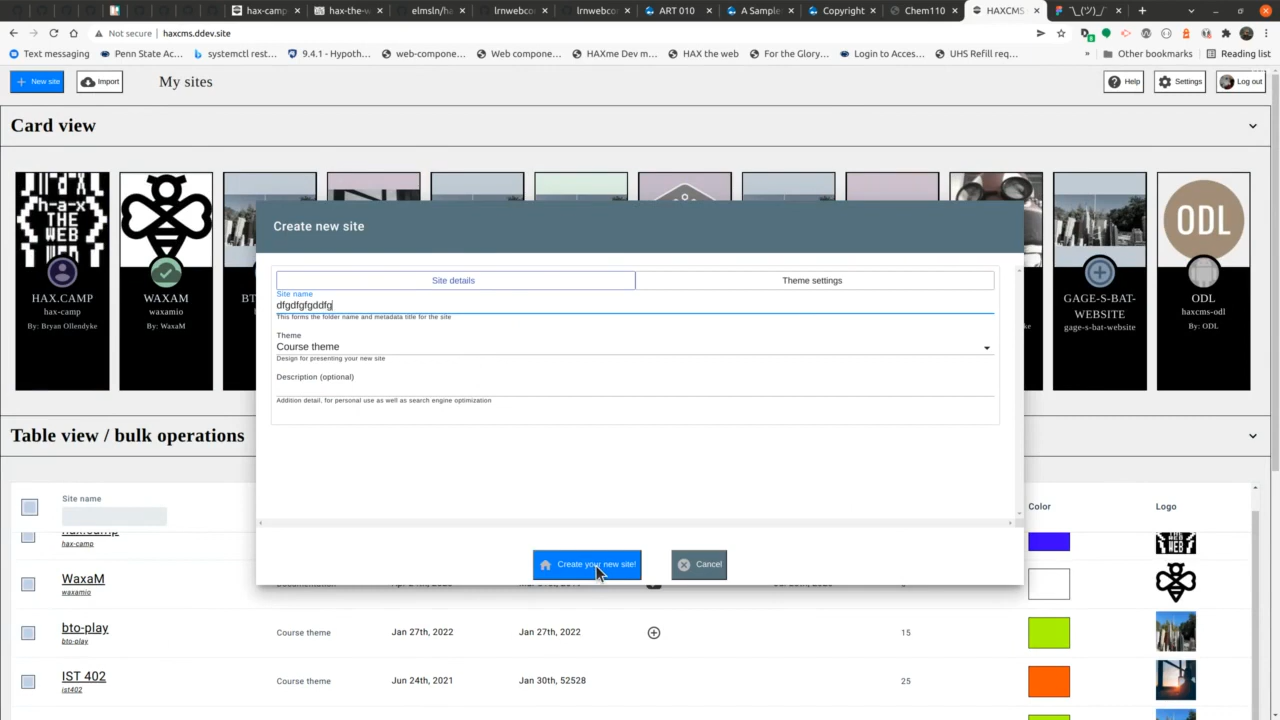 hax-camp
hax-the-w
elmsln/ha
lrnwebco
lrnwebco
ART 010
A Sample
Copyright
Chem110
HAXCMS
¯\_(ツ)_/
Not secure | haxcms.ddev.site
Text messaging
Penn State Ac...
systemctl rest...
9.4.1 - Hypoth...
web-compone...
Web compone...
HAXme Dev m...
HAX the web
For the Glory...
Login to Acces...
UHS Refill req...
»
Other bookmarks
Reading list
New site
Import
My sites
Help
Settings
Log out
Card view
HAX.CAMP
hax-camp
By: Bryan Ollendyke
WAXAM
waxamio
By: WaxaM
GAGE-S-BAT-
WEBSITE
gage-s-bat-website
ODL
ODL
haxcms-odl
By: ODL
Create new site
Site details
Theme settings
Site name
dfgdfgfgddfg
This forms the folder name and metadata title for the site
Theme
Course theme
Design for presenting your new site
Description (optional)
Addition detail, for personal use as well as search engine optimization
Create your new site!
Cancel
Table view / bulk operations
Site name
Color
Logo
hax.camp
hax-camp
WaxaM
waxamio
bto-play
bto-play
Course theme
Jan 27th, 2022
Jan 27th, 2022
15
IST 402
ist402
Course theme
Jun 24th, 2021
Jan 30th, 52528
25